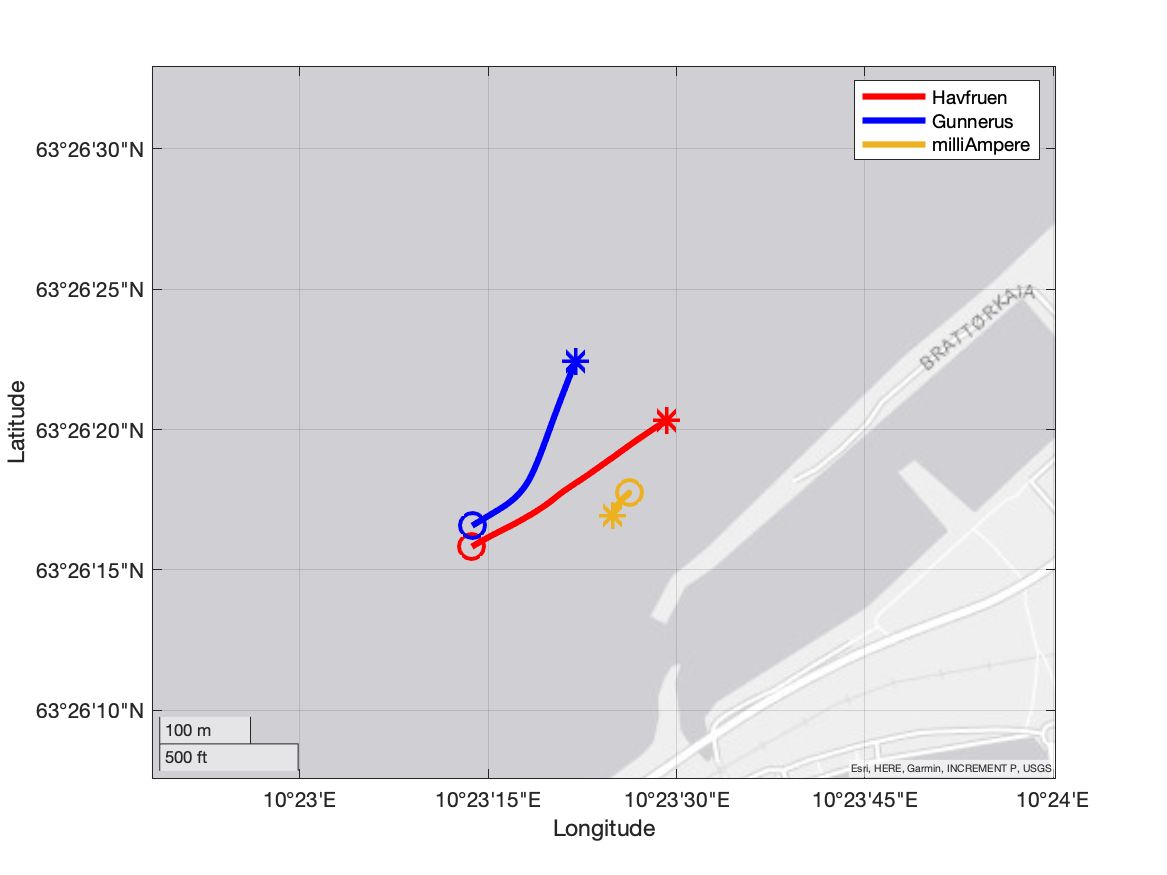 Havfruen
Gunnerus
milliAmpere
63°26'30"N
63°26'25"N
63°26'20"N
63°26'15"N
63°26'10"N
Latitude
BRATTØRKAIA
100 m
500 ft
Esri, HERE, Garmin, INCREMENT P, USGS
10°23'E
10°23'15"E
10°23'30"E
10°23'45"E
10°24'E
Longitude